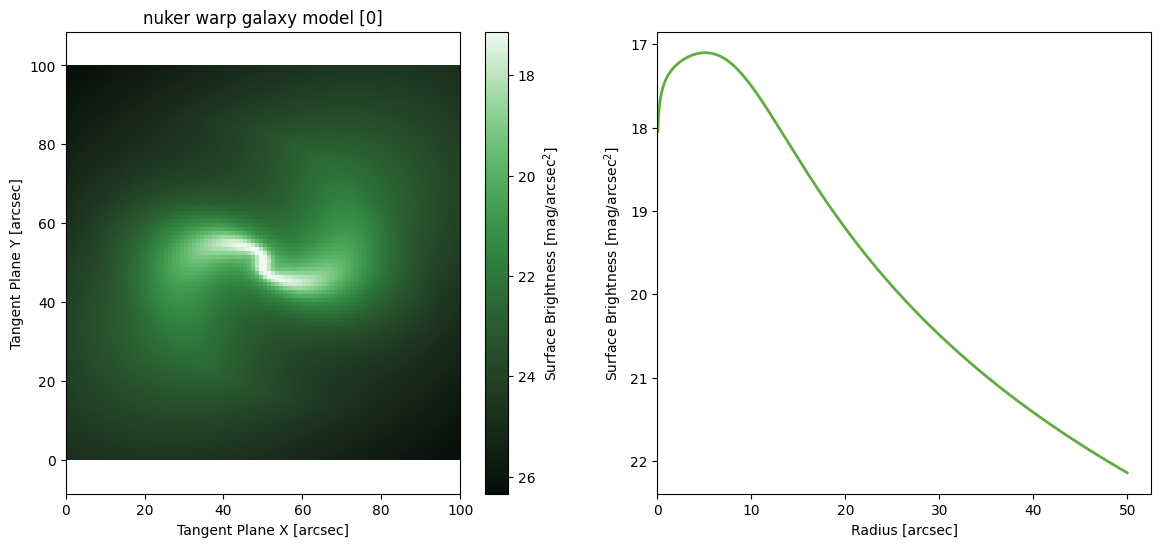 nuker warp galaxy model [0]
100
80
60
40
20
0
Tangent Plane Y [arcsec]
0 20 40 60 80 100
Tangent Plane X [arcsec]
18
20
22
24
26
Surface Brightness [mag/arcsec²]
17
18
19
20
21
22
Surface Brightness [mag/arcsec²]
0 10 20 30 40 50
Radius [arcsec]